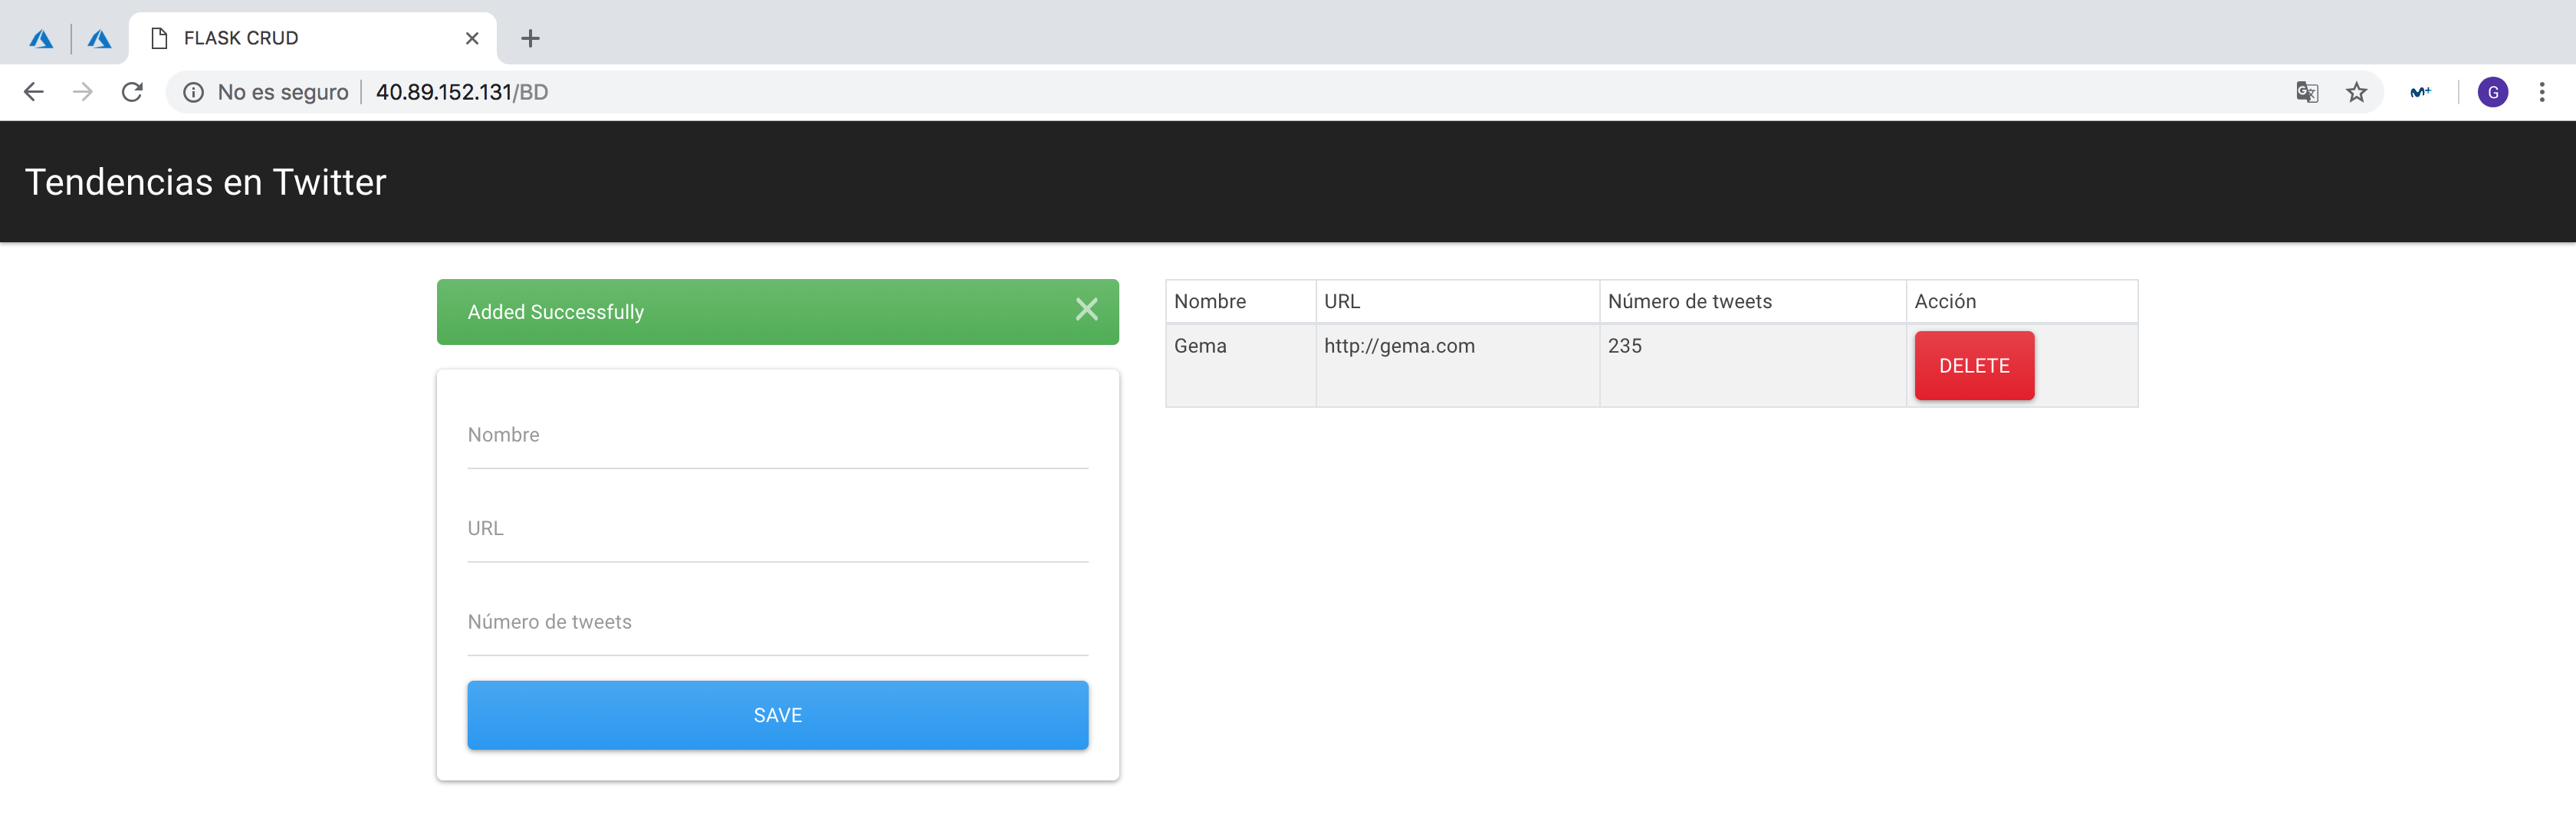 FLASK CRUD
No es seguro 40.89.152.131/BD
G
Tendencias en Twitter
Added Successfully
Nombre
URL
Número de tweets
SAVE
Nombre URL Número de tweets Acción
Gema http://gema.com 235 DELETE